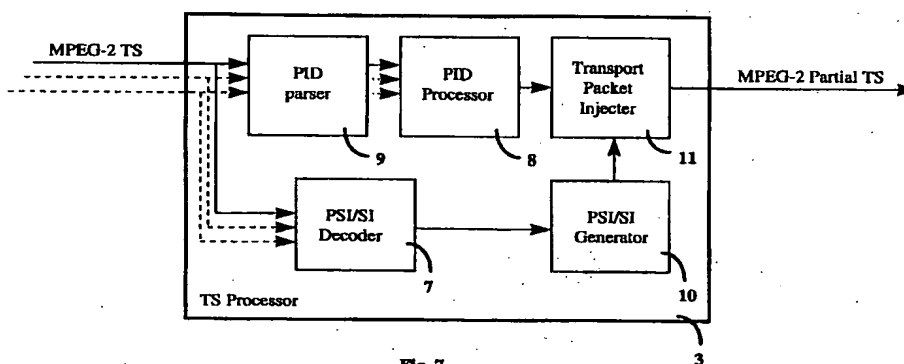 MPEG-2 TS
PID
parser
9
PID
Processor
8
Transport
Packet
Injecter
11
MPEG-2 Partial TS
PSI/SI
Decoder
7
PSI/SI
Generator
10
TS Processor
3